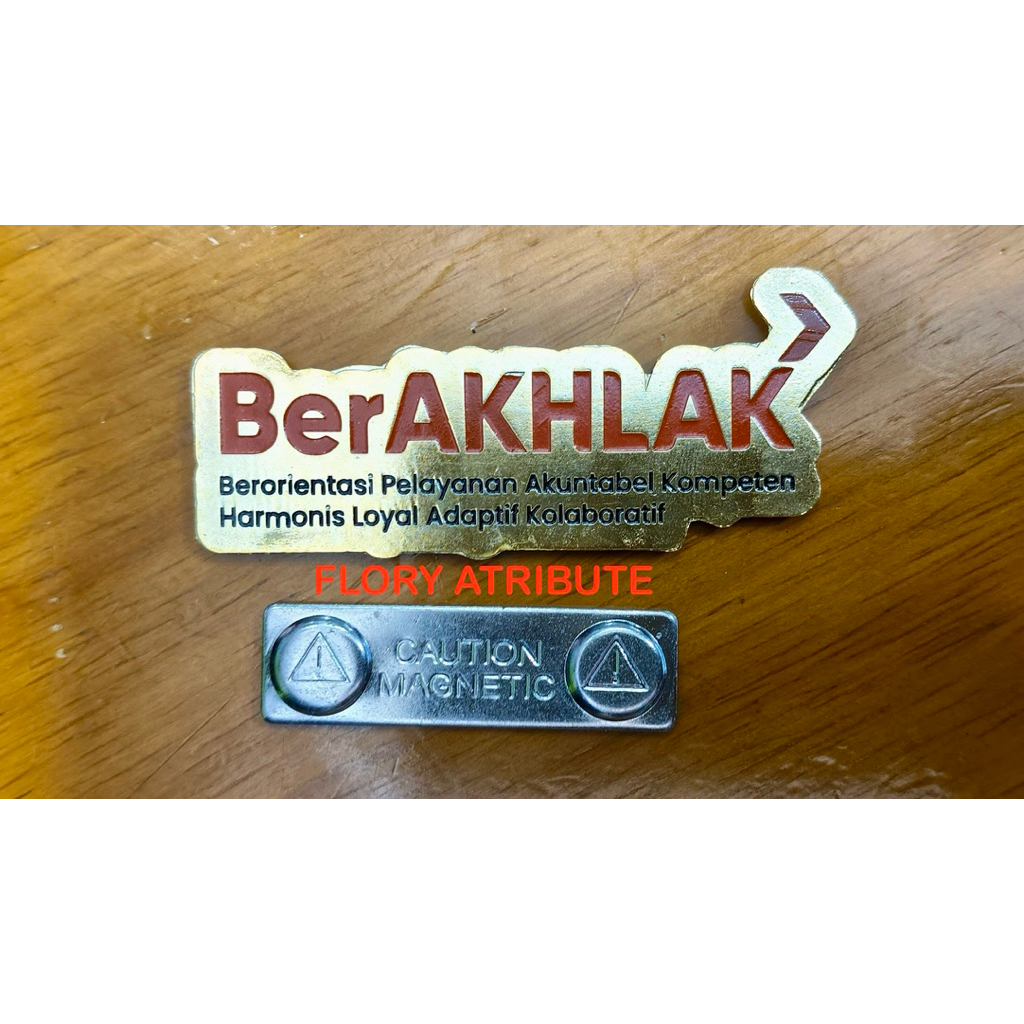 BerAKHLAK
Berorientasi Pelayanan Akuntabel Kompeten
Harmonis Loyal Adaptif Kolaboratif
FLORY ATRIBUTE
CAUTION
MAGNETIC